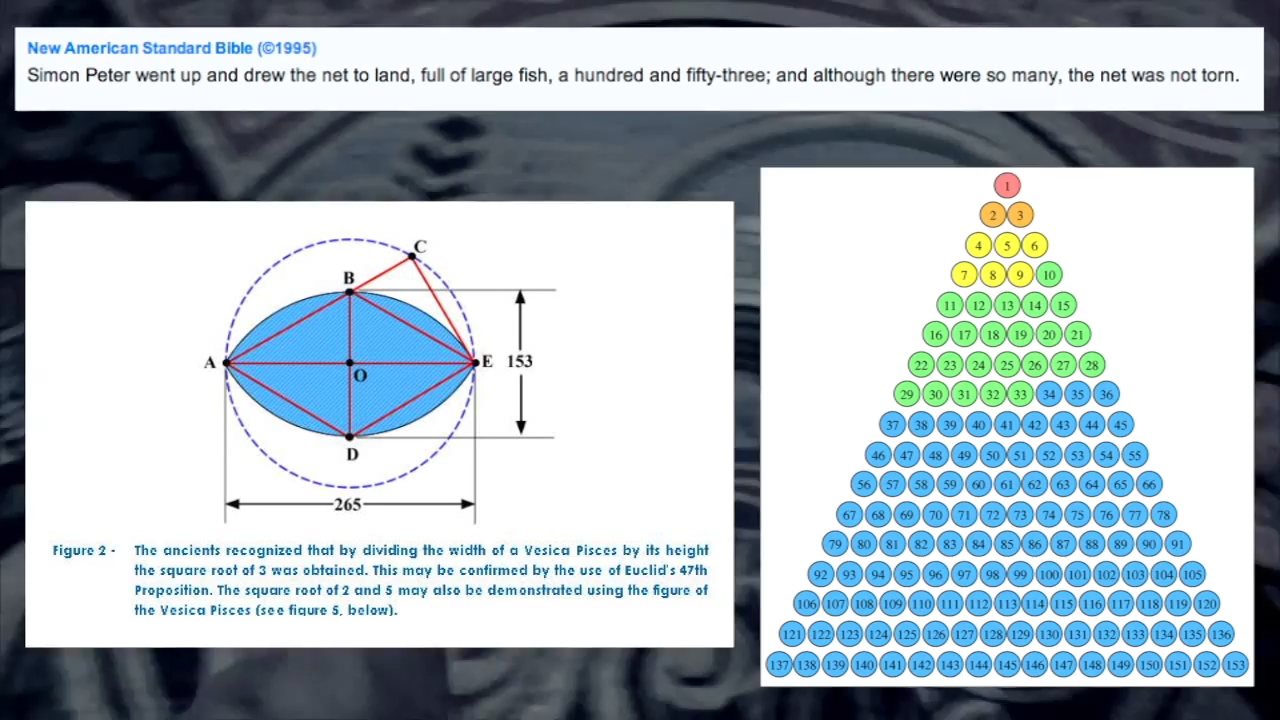 New American Standard Bible (©1995)
Simon Peter went up and drew the net to land, full of large fish, a hundred and fifty-three; and although there were so many, the net was not torn.
C
B
A
E 153
O
D
265
Figure 2 - The ancients recognized that by dividing the width of a Vesica Pisces by its height
the square root of 3 was obtained. This may be confirmed by the use of Euclid's 47th
Proposition. The square root of 2 and 5 may also be demonstrated using the figure of
the Vesica Pisces (see figure 5, below).
1
2 3
4 5 6
7 8 9 10
11 12 13 14 15
16 17 18 19 20 21
22 23 24 25 26 27 28
29 30 31 32 33 34 35 36
37 38 39 40 41 42 43 44 45
46 47 48 49 50 51 52 53 54 55
56 57 58 59 60 61 62 63 64 65 66
67 68 69 70 71 72 73 74 75 76 77 78
79 80 81 82 83 84 85 86 87 88 89 90 91
92 93 94 95 96 97 98 99 100 101 102 103 104 105
106 107 108 109 110 111 112 113 114 115 116 117 118 119 120
121 122 123 124 125 126 127 128 129 130 131 132 133 134 135 136
137 138 139 140 141 142 143 144 145 146 147 148 149 150 151 152 153